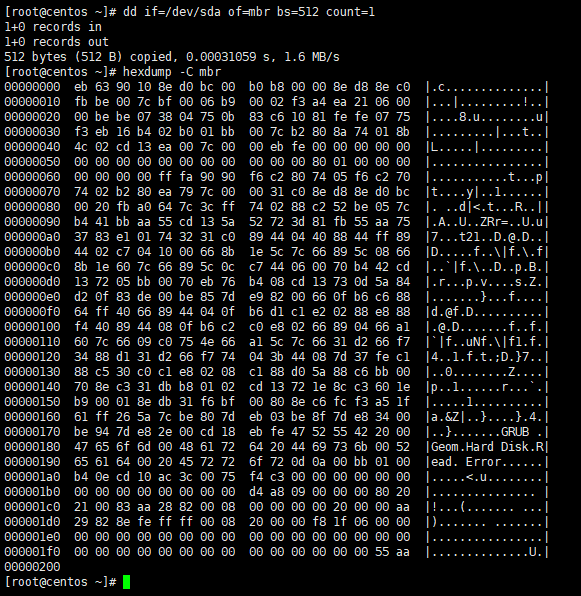 [root@centos ~]# dd if=/dev/sda of=mbr bs=512 count=1
1+0 records in
1+0 records out
512 bytes (512 B) copied, 0.00031059 s, 1.6 MB/s
[root@centos ~]# hexdump -C mbr
00000000  eb 63 90 10 8e d0 bc 00  b0 b8 00 00 8e d8 8e c0  |.c..............|
00000010  fb be 00 7c bf 00 06 b9  00 02 f3 a4 ea 21 06 00  |...|.........!..|
00000020  00 be be 07 38 04 75 0b  83 c6 10 81 fe fe 07 75  |....8.u........u|
00000030  f3 eb 16 b4 02 b0 01 bb  00 7c b2 80 8a 74 01 8b  |.........|...t..|
00000040  4c 02 cd 13 ea 00 7c 00  00 eb fe 00 00 00 00 00  |L.....|.........|
00000050  00 00 00 00 00 00 00 00  00 00 00 80 01 00 00 00  |................|
00000060  00 00 00 00 ff fa 90 90  f6 c2 80 74 05 f6 c2 70  |...........t...p|
00000070  74 02 b2 80 ea 79 7c 00  00 31 c0 8e d8 8e d0 bc  |t....y|..1......|
00000080  00 20 fb a0 64 7c 3c ff  74 02 88 c2 52 be 05 7c  |. ..d|<.t...R..||
00000090  b4 41 bb aa 55 cd 13 5a  52 72 3d 81 fb 55 aa 75  |.A..U..ZRr=..U.u|
000000a0  37 83 e1 01 74 32 31 c0  89 44 04 40 88 44 ff 89  |7...t21..D.@.D..|
000000b0  44 02 c7 04 10 00 66 8b  1e 5c 7c 66 89 5c 08 66  |D.....f..\|f.\.f|
000000c0  8b 1e 60 7c 66 89 5c 0c  c7 44 06 00 70 b4 42 cd  |..`|f.\..D..p.B.|
000000d0  13 72 05 bb 00 70 eb 76  b4 08 cd 13 73 0d 5a 84  |.r...p.v....s.Z.|
000000e0  d2 0f 83 de 00 be 85 7d  e9 82 00 66 0f b6 c6 88  |.......}...f....|
000000f0  64 ff 40 66 89 44 04 0f  b6 d1 c1 e2 02 88 e8 88  |d.@f.D..........|
00000100  f4 40 89 44 08 0f b6 c2  c0 e8 02 66 89 04 66 a1  |.@.D.......f..f.|
00000110  60 7c 66 09 c0 75 4e 66  a1 5c 7c 66 31 d2 66 f7  |`|f..uNf.\|f1.f.|
00000120  34 88 d1 31 d2 66 f7 74  04 3b 44 08 7d 37 fe c1  |4..1.f.t.;D.}7..|
00000130  88 c5 30 c0 c1 e8 02 08  c1 88 d0 5a 88 c6 bb 00  |..0........Z....|
00000140  70 8e c3 31 db b8 01 02  cd 13 72 1e 8c c3 60 1e  |p..1......r...`.|
00000150  b9 00 01 8e db 31 f6 bf  00 80 8e c6 fc f3 a5 1f  |.....1..........|
00000160  61 ff 26 5a 7c be 80 7d  eb 03 be 8f 7d e8 34 00  |a.&Z|..}....}.4.|
00000170  be 94 7d e8 2e 00 cd 18  eb fe 47 52 55 42 20 00  |..}.......GRUB .|
00000180  47 65 6f 6d 00 48 61 72  64 20 44 69 73 6b 00 52  |Geom.Hard Disk.R|
00000190  65 61 64 00 20 45 72 72  6f 72 0d 0a 00 bb 01 00  |ead. Error......|
000001a0  b4 0e cd 10 ac 3c 00 75  f4 c3 00 00 00 00 00 00  |.....<.u........|
000001b0  00 00 00 00 00 00 00 00  d4 a8 09 00 00 00 80 20  |............... |
000001c0  21 00 83 aa 28 82 00 08  00 00 00 00 20 00 00 aa  |!...(....... ...|
000001d0  29 82 8e fe ff ff 00 08  20 00 00 f8 1f 06 00 00  |)....... .......|
000001e0  00 00 00 00 00 00 00 00  00 00 00 00 00 00 00 00  |................|
000001f0  00 00 00 00 00 00 00 00  00 00 00 00 00 00 55 aa  |..............U.|
00000200
[root@centos ~]#